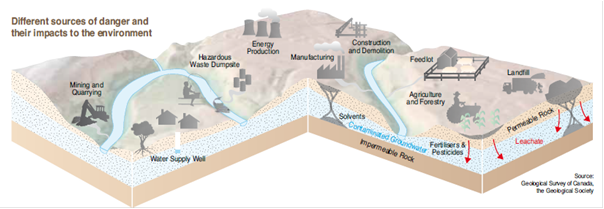 Different sources of danger and
their impacts to the environment
Energy
Production
Construction
and Demolition
Hazardous
Waste Dumpsite
Manufacturing
Feedlot
Landfill
Mining and
Quarrying
Agriculture
and Forestry
Solvents
Contaminated Groundwater
Permeable Rock
Fertilisers &
Pesticides
Leachate
Impermeable Rock
Water Supply Well
Source:
Geological Survey of Canada,
the Geological Society